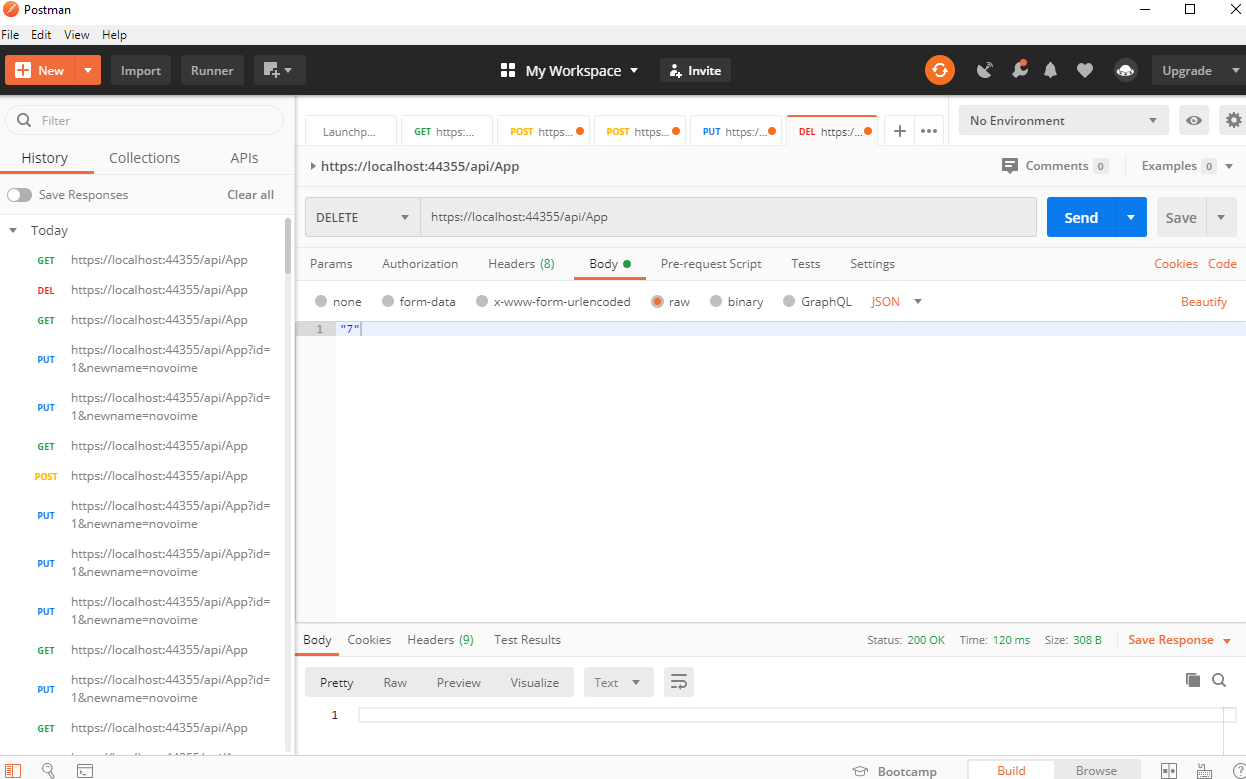 Postman
File Edit View Help
New Import Runner My Workspace Invite Upgrade
Filter
History Collections APIs
Save Responses Clear all
Today
GET https://localhost:44355/api/App
DEL https://localhost:44355/api/App
GET https://localhost:44355/api/App
PUT https://localhost:44355/api/App?id=
1&newname=novoime
PUT https://localhost:44355/api/App?id=
1&newname=novoime
GET https://localhost:44355/api/App
POST https://localhost:44355/api/App
PUT https://localhost:44355/api/App?id=
1&newname=novoime
PUT https://localhost:44355/api/App?id=
1&newname=novoime
PUT https://localhost:44355/api/App?id=
1&newname=novoime
GET https://localhost:44355/api/App
PUT https://localhost:44355/api/App?id=
1&newname=novoime
GET https://localhost:44355/api/App
Launchp... GET https:... POST https... POST https... PUT https:/... DEL https:/... No Environment
https://localhost:44355/api/App Comments 0 Examples 0
DELETE https://localhost:44355/api/App Send Save
Params Authorization Headers (8) Body Pre-request Script Tests Settings Cookies Code
none form-data x-www-form-urlencoded raw binary GraphQL JSON Beautify
1 "7"
Body Cookies Headers (9) Test Results Status: 200 OK Time: 120 ms Size: 308 B Save Response
Pretty Raw Preview Visualize Text
1
Bootcamp Build Browse